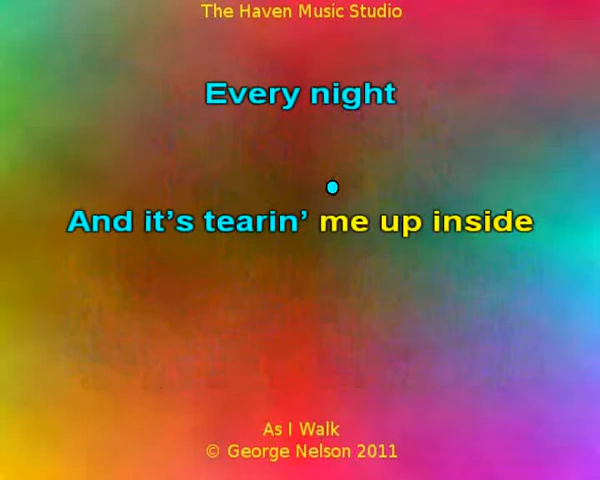 The Haven Music Studio
Every night
And it’s tearin’ me up inside
As I Walk
© George Nelson 2011